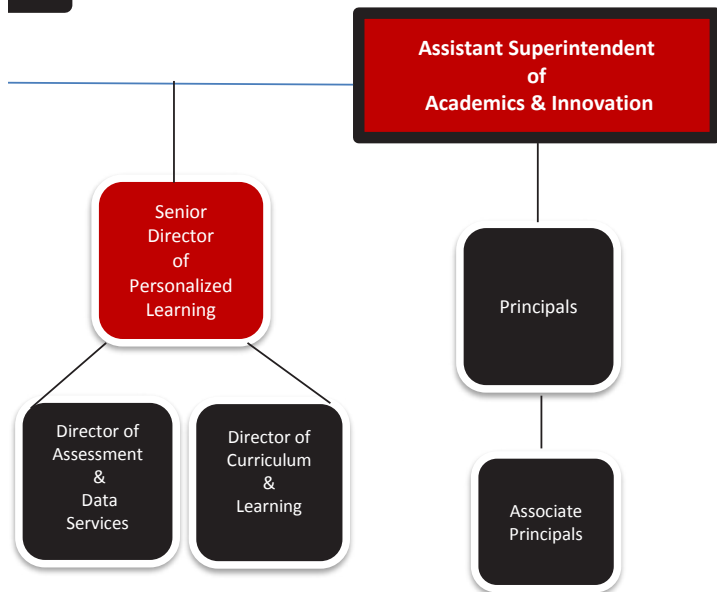 Assistant Superintendent
of
Academics & Innovation
Senior
Director
of
Personalized
Learning
Principals
Director of
Assessment
&
Data
Services
Director of
Curriculum
&
Learning
Associate
Principals